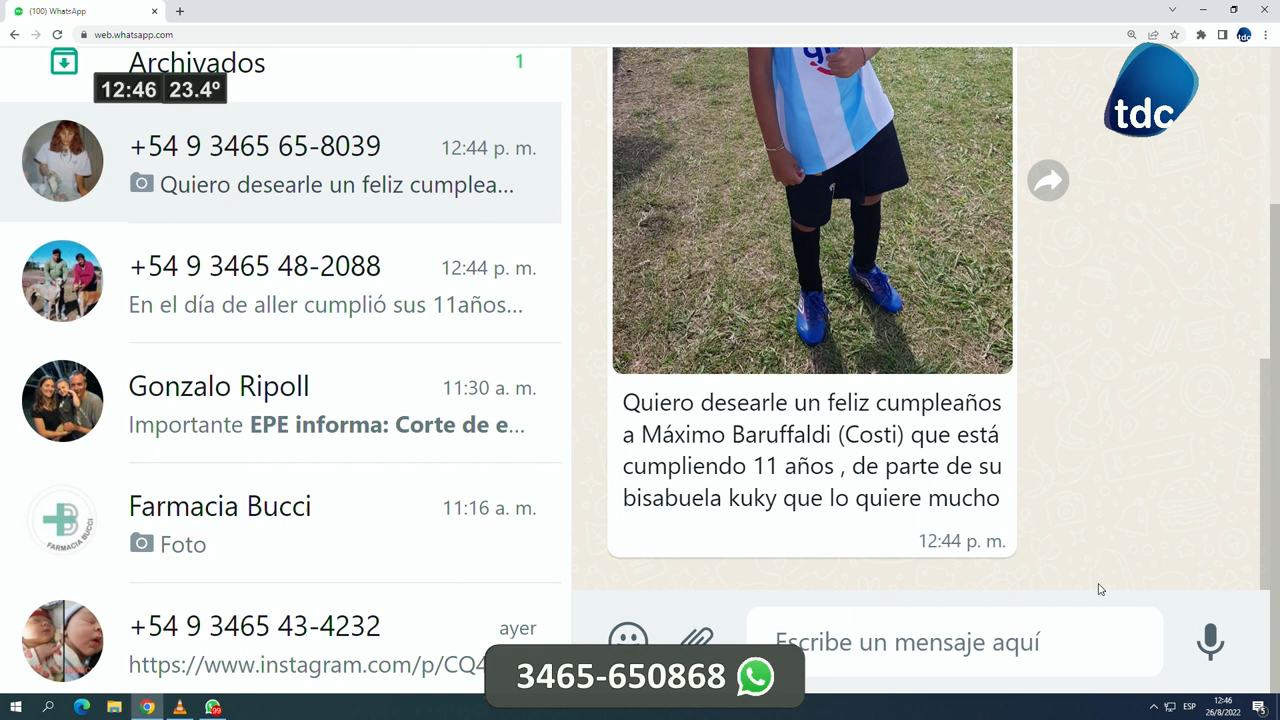 (100) WhatsApp
web.whatsapp.com
tdc
Archivados
1
12:46 23.4º
tdc
+54 9 3465 65-8039
12:44 p. m.
Quiero desearle un feliz cumplea...
+54 9 3465 48-2088
12:44 p. m.
En el día de aller cumplió sus 11años...
Gonzalo Ripoll
11:30 a. m.
Importante EPE informa: Corte de e...
Farmacia Bucci
11:16 a. m.
Foto
FARMACIA BUCCI
+54 9 3465 43-4232
ayer
https://www.instagram.com/p/CQ4
Quiero desearle un feliz cumpleaños
a Máximo Baruffaldi (Costi) que está
cumpliendo 11 años , de parte de su
bisabuela kuky que lo quiere mucho
12:44 p. m.
Escribe un mensaje aquí
3465-650868
99
ESP
12:46
26/8/2022
5